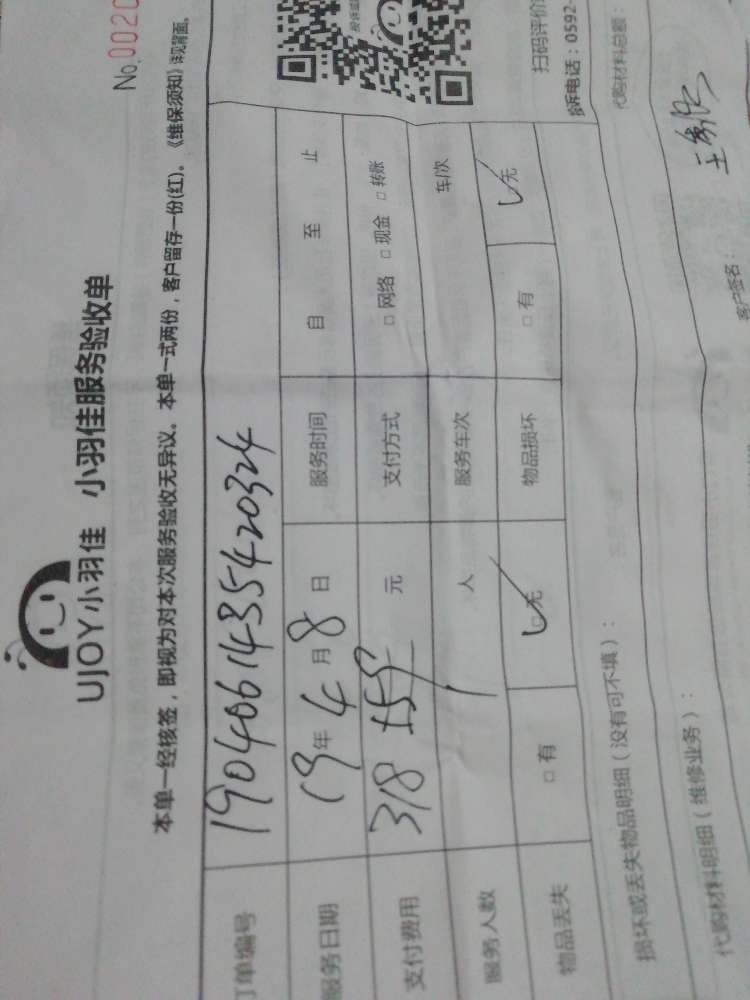 No.0020
UJOY小羽佳 小羽佳服务验收单
本单一经核签，即视为对本次服务验收无异议。本单一式两份，客户留存一份(红)。《维保须知》详见背面。
订单编号 1904061435420324
服务日期 19年4月8日 服务时间 自 至 止
支付费用 318 元 支付方式 □网络 □现金 □转账
服务人数 1人 服务车次 车/次
物品丢失 □有 ☑无 物品损坏 □有 ☑无
损坏或丢失物品明细（没有可不填）：
扫码评价
投诉电话：0592-
代购材料明细（维修业务）：
代购材料总额：
客户签名：